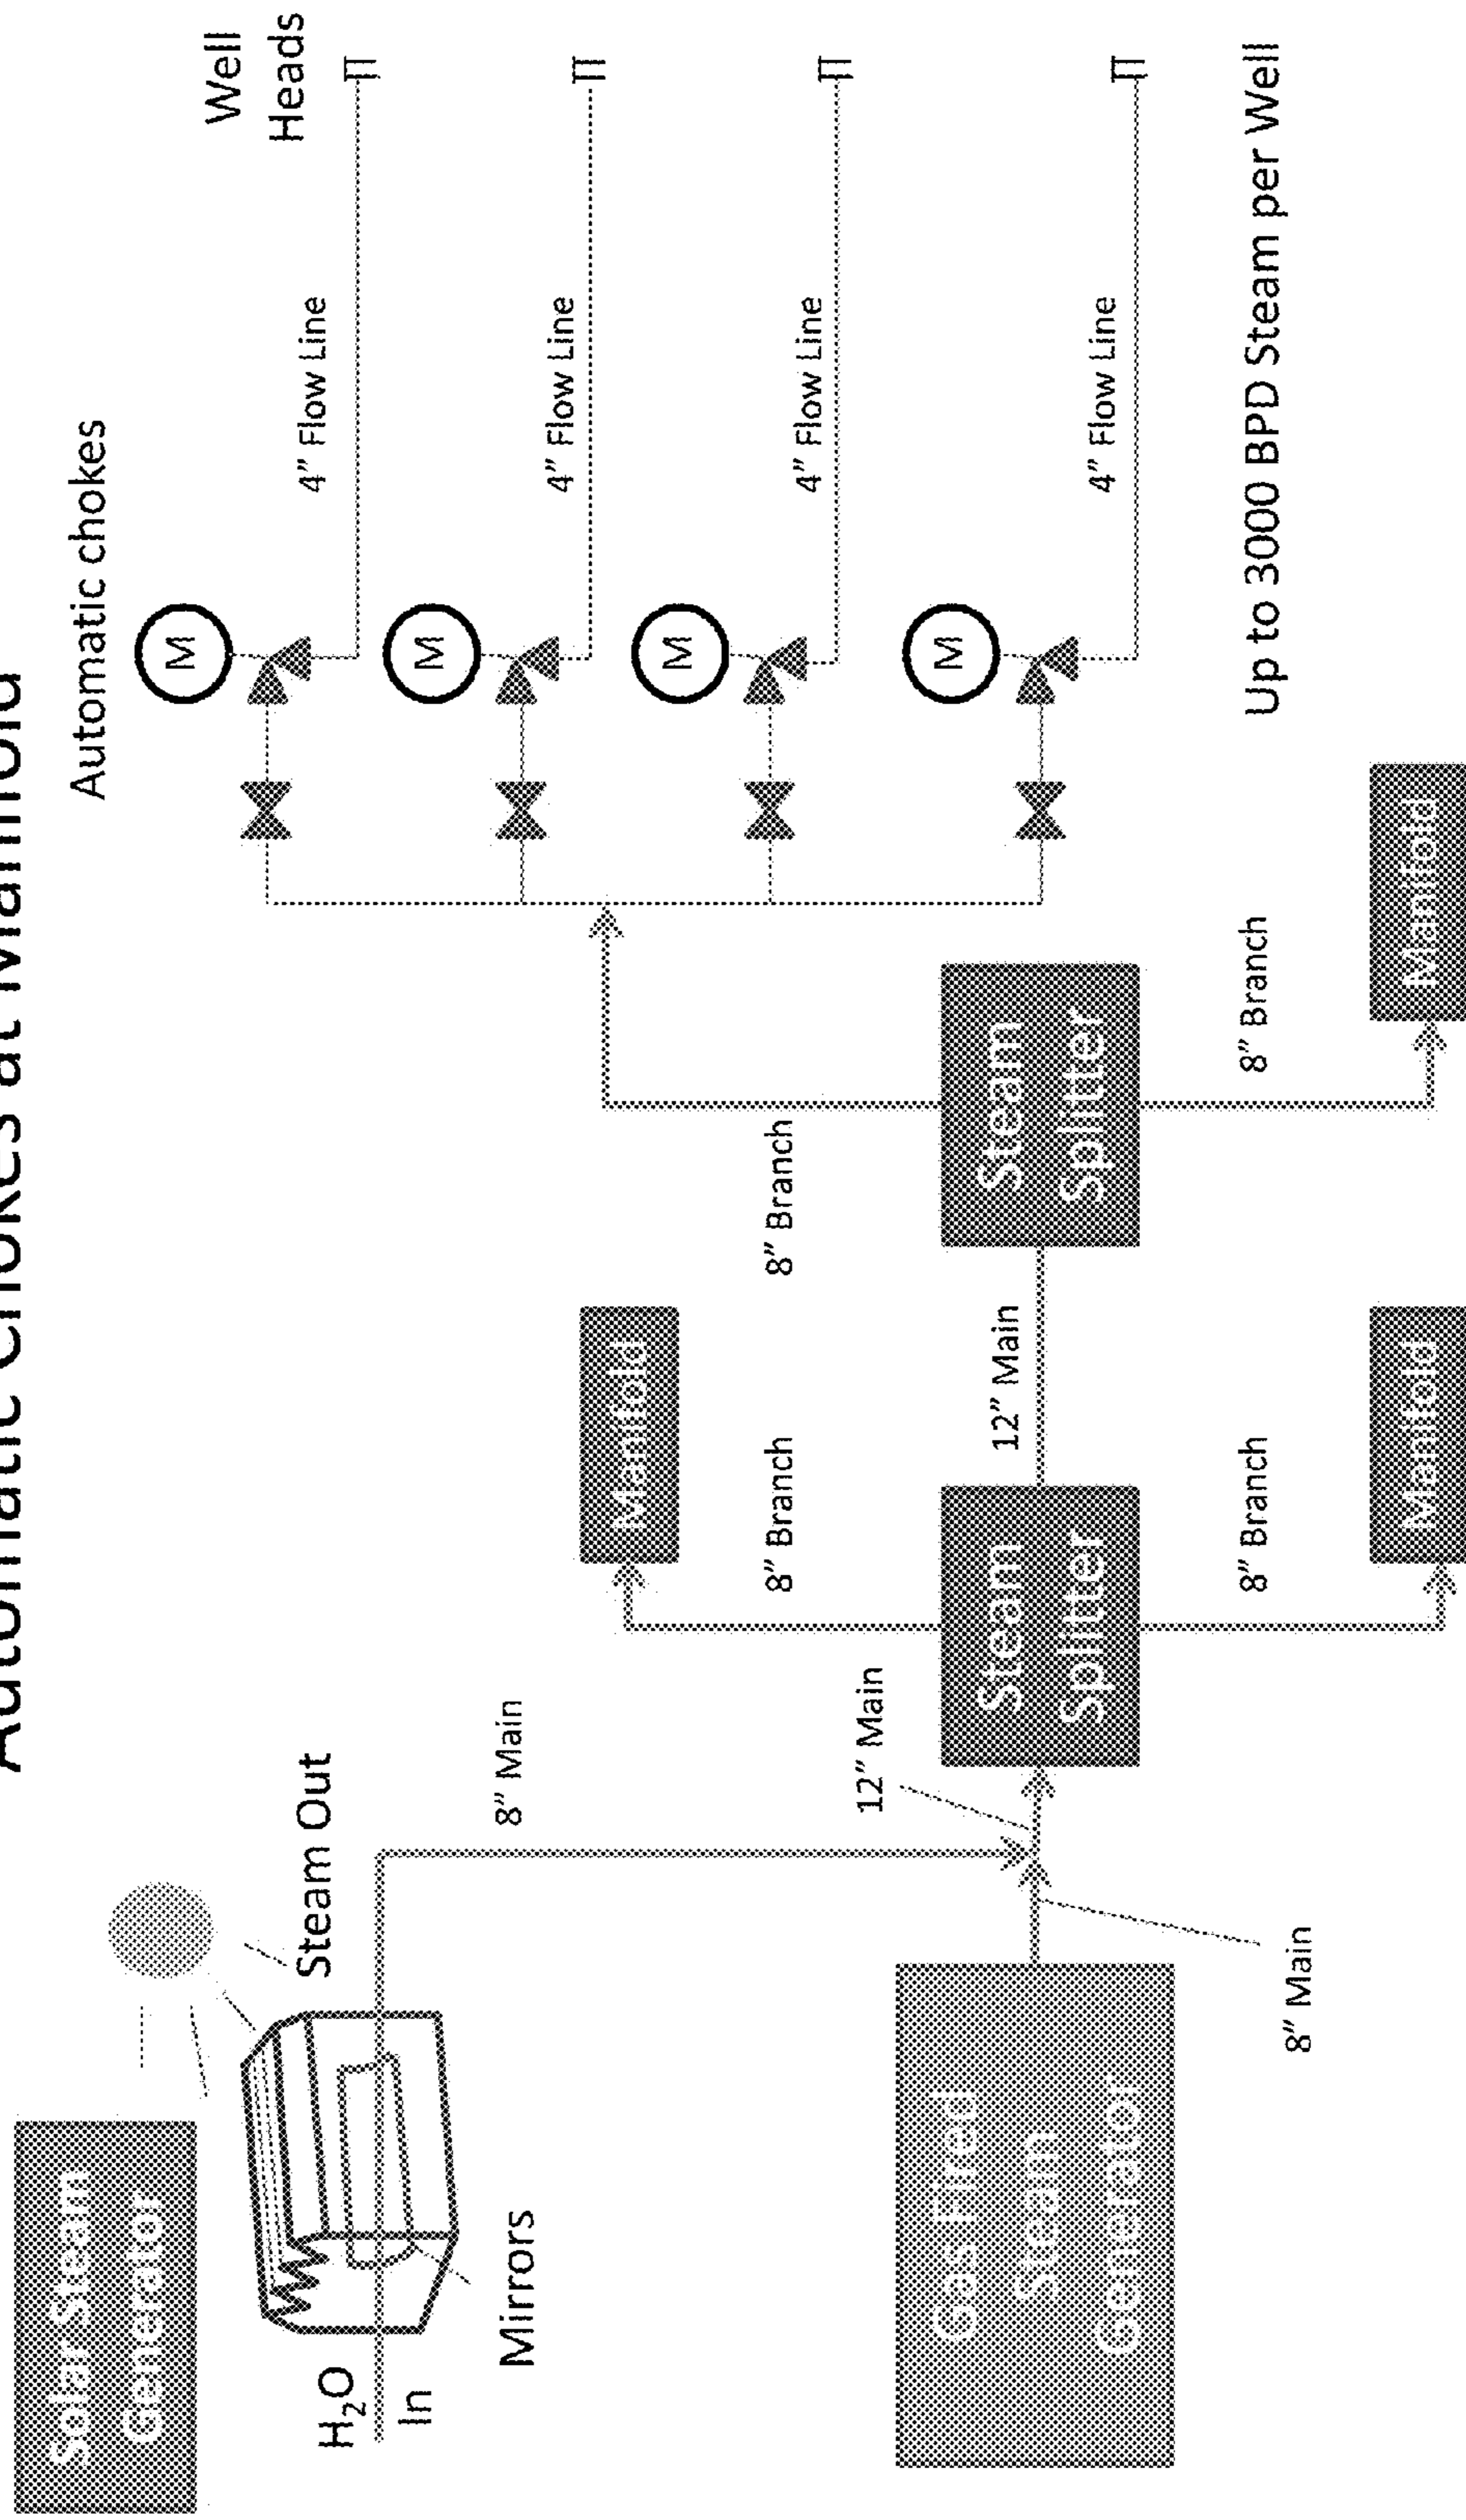 Automatic Chokes at Manifold
Solar Steam
Generator
Steam Out
H₂O
In
Mirrors
8” Main
Gas Fired
Steam
Generator
8” Main
12” Main
Steam
Splitter
8” Branch
Manifold
8” Branch
Manifold
12” Main
Steam
Splitter
8” Branch
8” Branch
Manifold
Automatic chokes
M
M
M
M
4” Flow Line
4” Flow Line
4” Flow Line
4” Flow Line
Well
Heads
Up to 3000 BPD Steam per Well